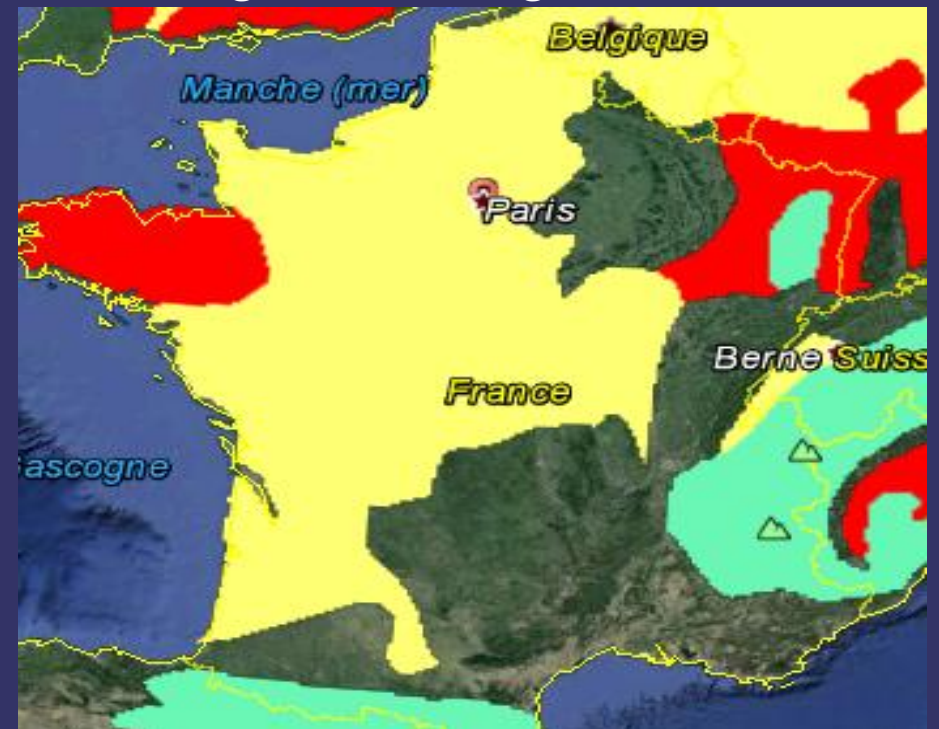 Belgique
Manche (mer)
Paris
Berne Suiss
France
ascogne